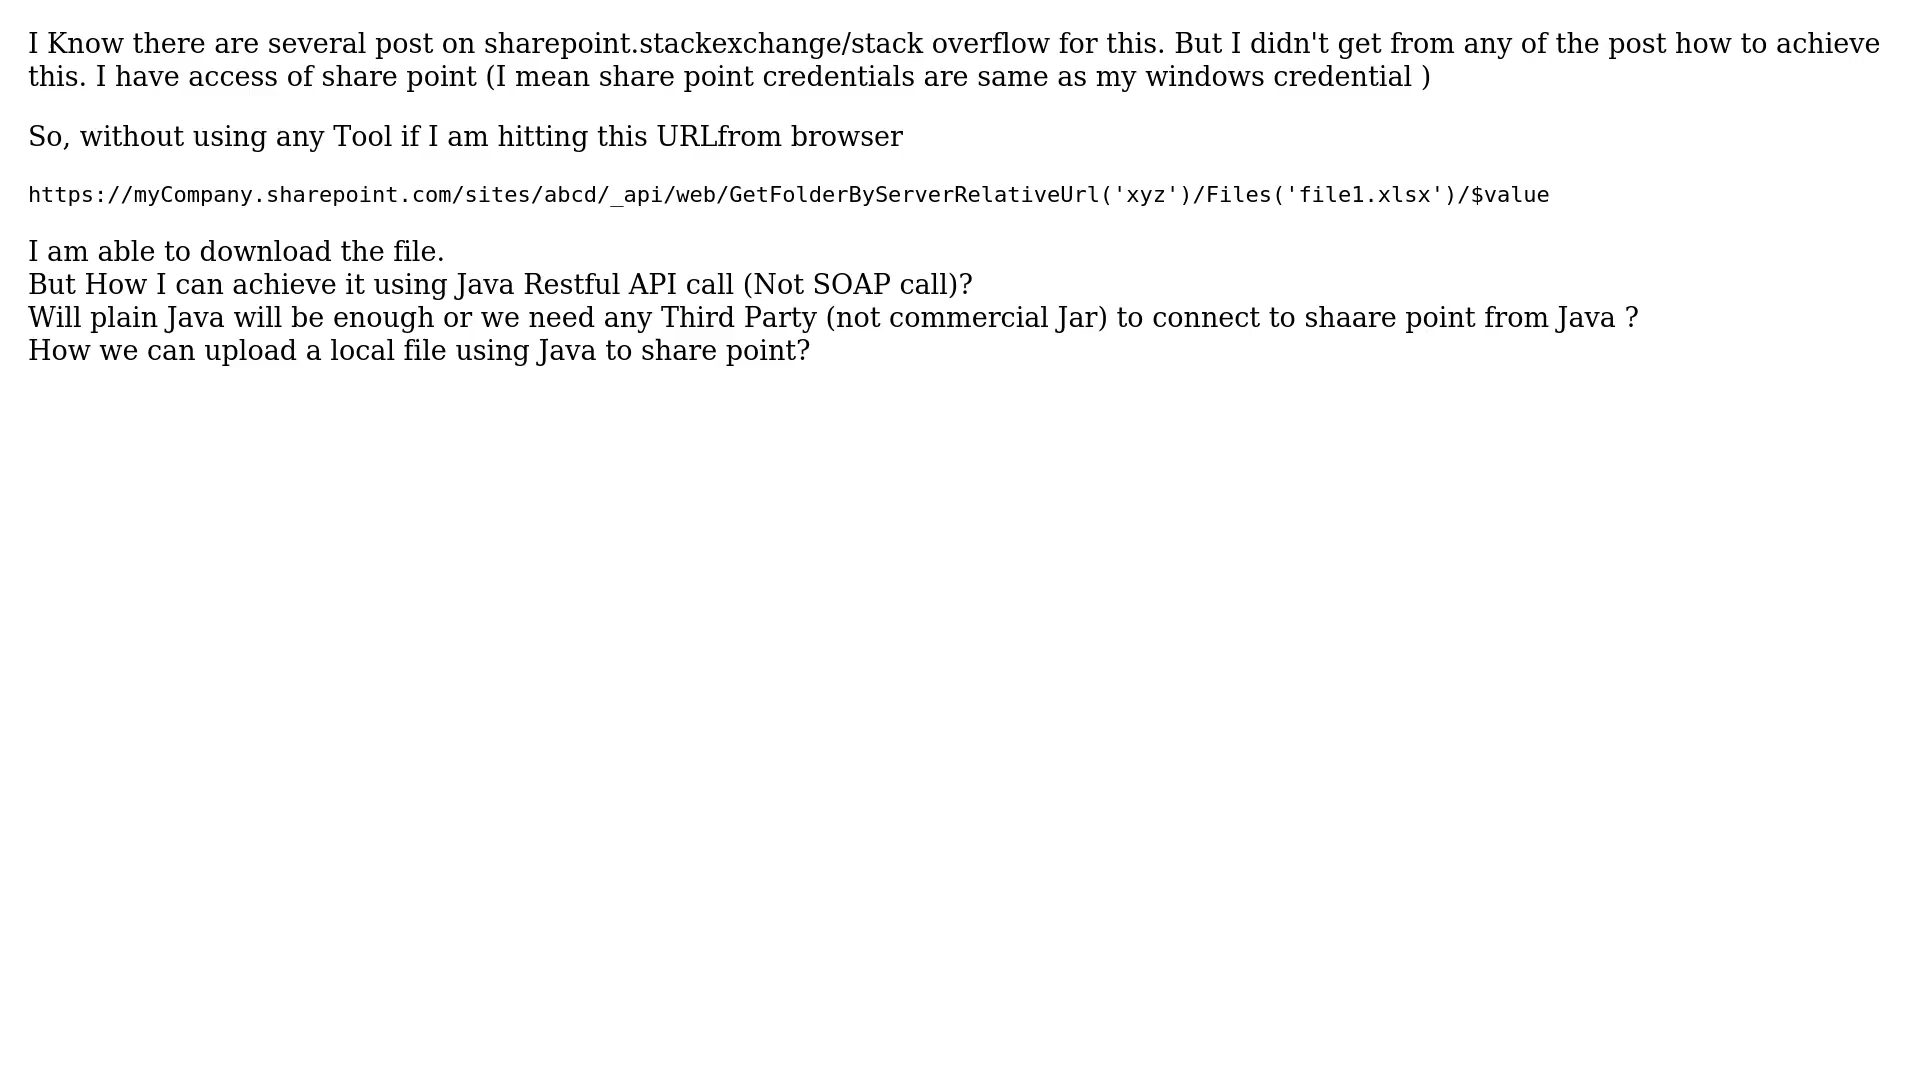 I Know there are several post on sharepoint.stackexchange/stack overflow for this. But I didn't get from any of the post how to achieve
this. I have access of share point (I mean share point credentials are same as my windows credential )
So, without using any Tool if I am hitting this URLfrom browser
https://myCompany.sharepoint.com/sites/abcd/_api/web/GetFolderByServerRelativeUrl('xyz')/Files('file1.xlsx')/$value
I am able to download the file.
But How I can achieve it using Java Restful API call (Not SOAP call)?
Will plain Java will be enough or we need any Third Party (not commercial Jar) to connect to shaare point from Java ?
How we can upload a local file using Java to share point?